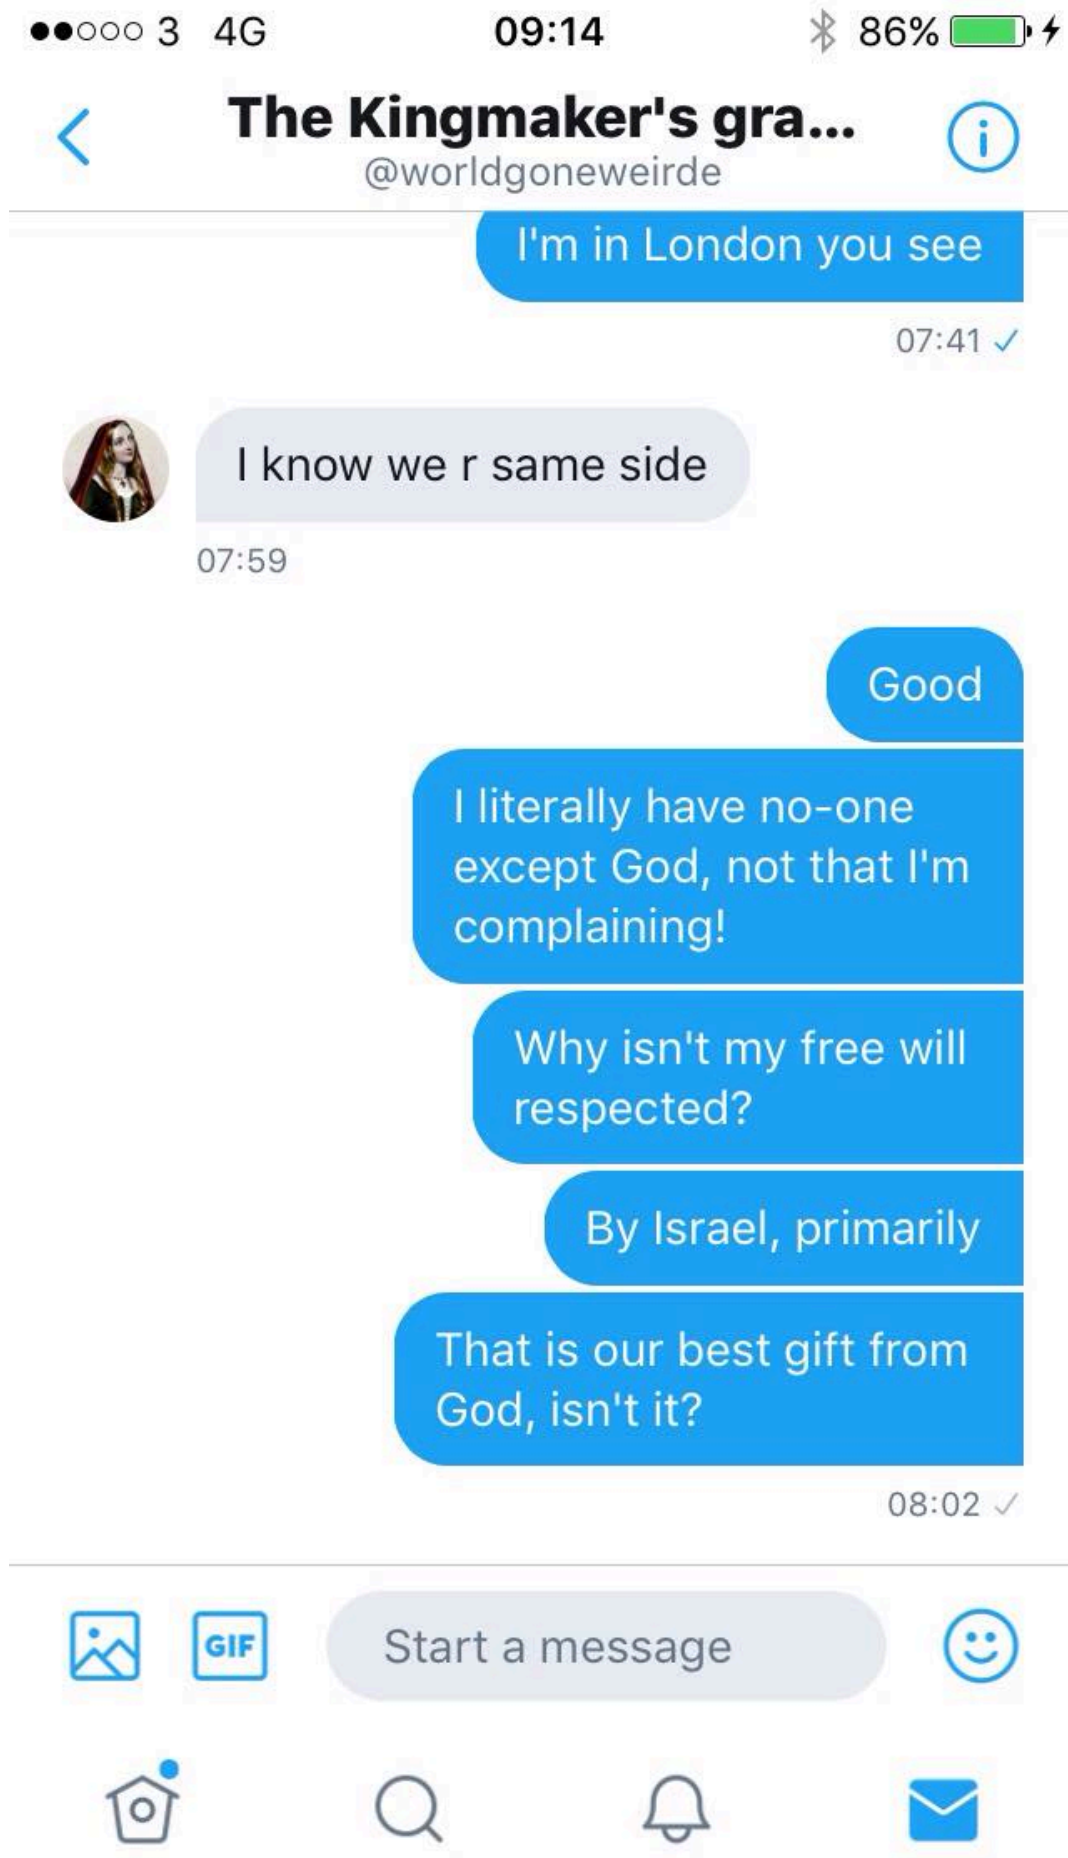 3 4G 09:14 86%
The Kingmaker's gra...
@worldgoneweirde
I'm in London you see
07:41
I know we r same side
07:59
Good
I literally have no-one
except God, not that I'm
complaining!
Why isn't my free will
respected?
By Israel, primarily
That is our best gift from
God, isn't it?
08:02
GIF
Start a message